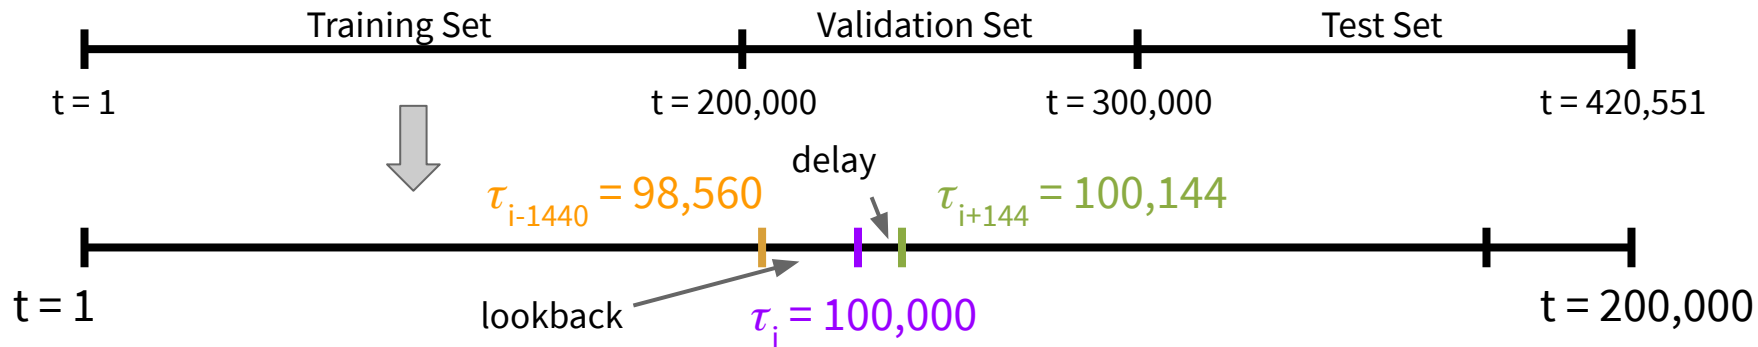 Training Set Validation Set Test Set
t = 1 t = 200,000 t = 300,000 t = 420,551
delay
τi-1440 = 98,560 τi+144 = 100,144
t = 1 lookback τi = 100,000 t = 200,000